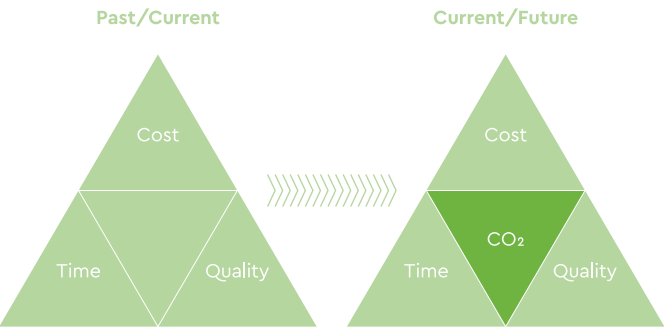 Past/Current
Current/Future
Cost
Cost
CO₂
Time
Quality
Time
Quality